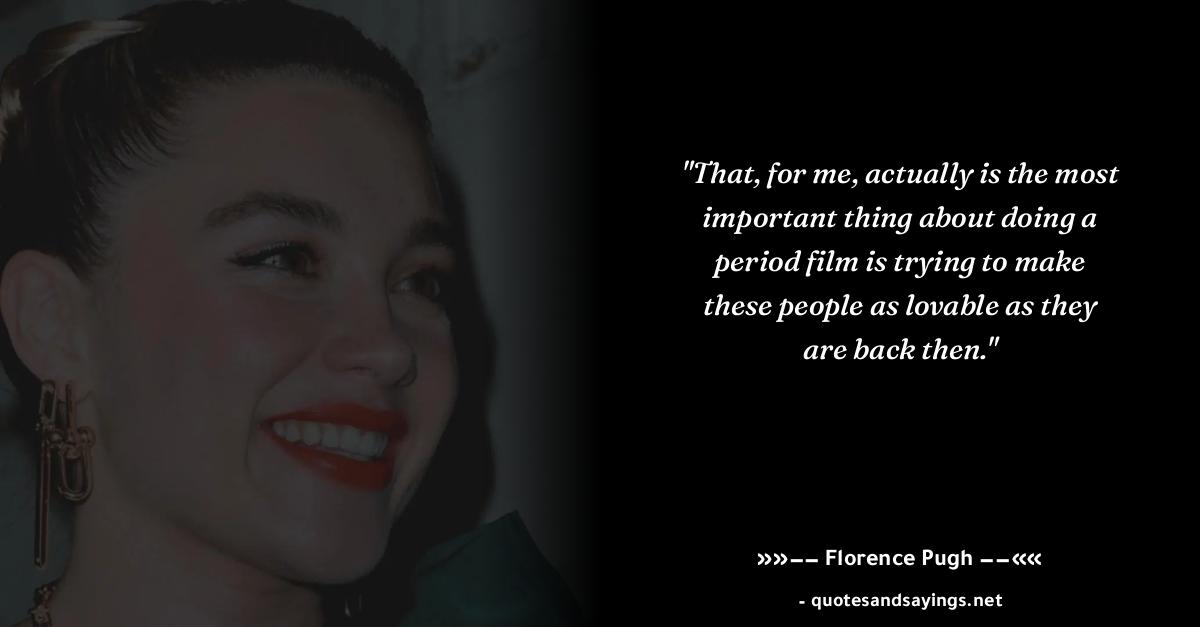 "That, for me, actually is the most
important thing about doing a
period film is trying to make
these people as lovable as they
are back then."
»»−− Florence Pugh −−««
- quotesandsayings.net